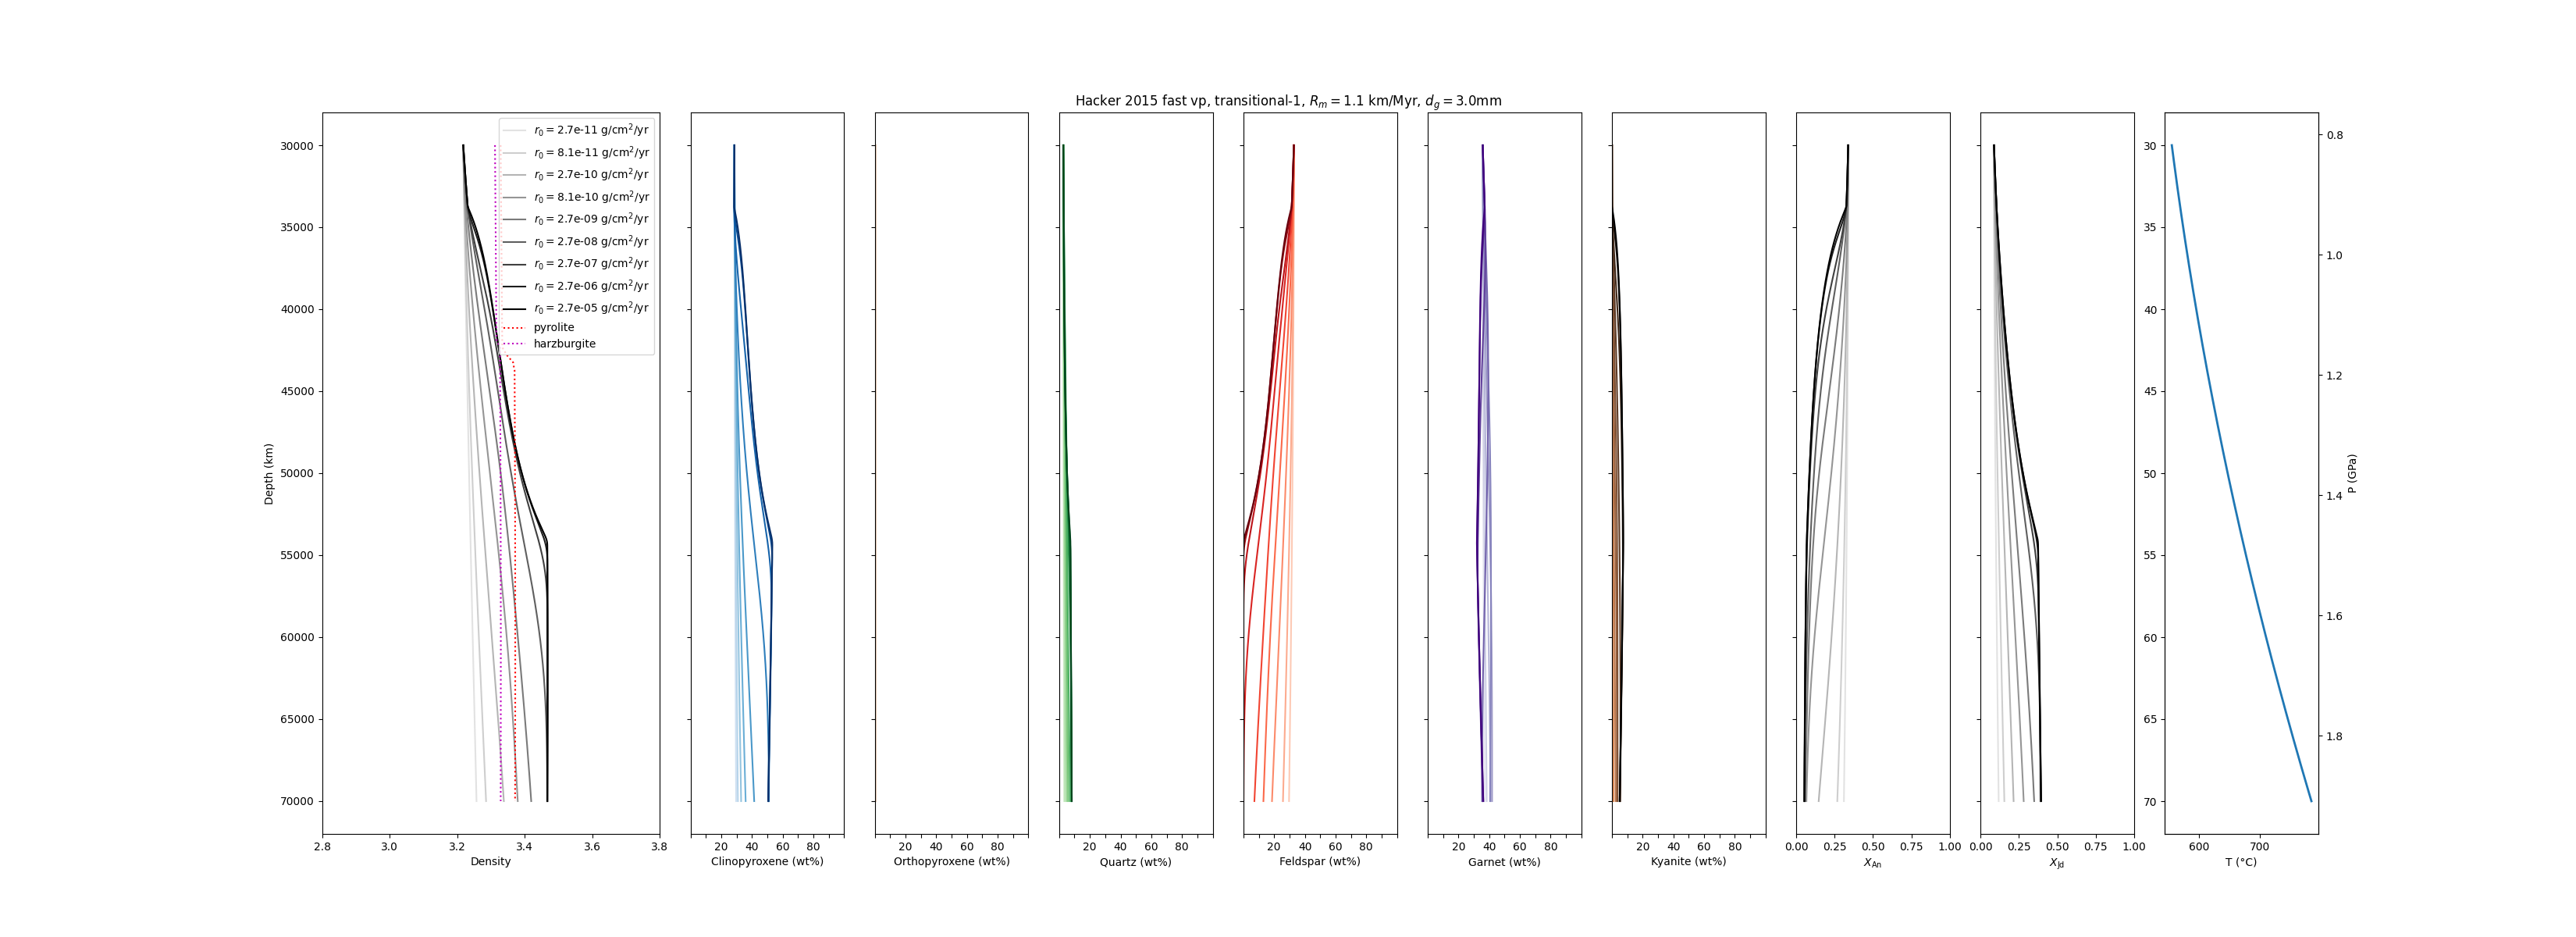 Hacker 2015 fast vp, transitional-1, R_m = 1.1 km/Myr, d_g = 3.0mm
r_0 = 2.7e-11 g/cm^2/yr
r_0 = 8.1e-11 g/cm^2/yr
r_0 = 2.7e-10 g/cm^2/yr
r_0 = 8.1e-10 g/cm^2/yr
r_0 = 2.7e-09 g/cm^2/yr
r_0 = 2.7e-08 g/cm^2/yr
r_0 = 2.7e-07 g/cm^2/yr
r_0 = 2.7e-06 g/cm^2/yr
r_0 = 2.7e-05 g/cm^2/yr
pyrolite
harzburgite
Depth (km)
30000
35000
40000
45000
50000
55000
60000
65000
70000
2.8 3.0 3.2 3.4 3.6 3.8
Density
20 40 60 80
Clinopyroxene (wt%)
20 40 60 80
Orthopyroxene (wt%)
20 40 60 80
Quartz (wt%)
20 40 60 80
Feldspar (wt%)
20 40 60 80
Garnet (wt%)
20 40 60 80
Kyanite (wt%)
0.00 0.25 0.50 0.75 1.00
X_An
0.00 0.25 0.50 0.75 1.00
X_Jd
30
35
40
45
50
55
60
65
70
600 700
T (°C)
0.8
1.0
1.2
1.4
1.6
1.8
P (GPa)